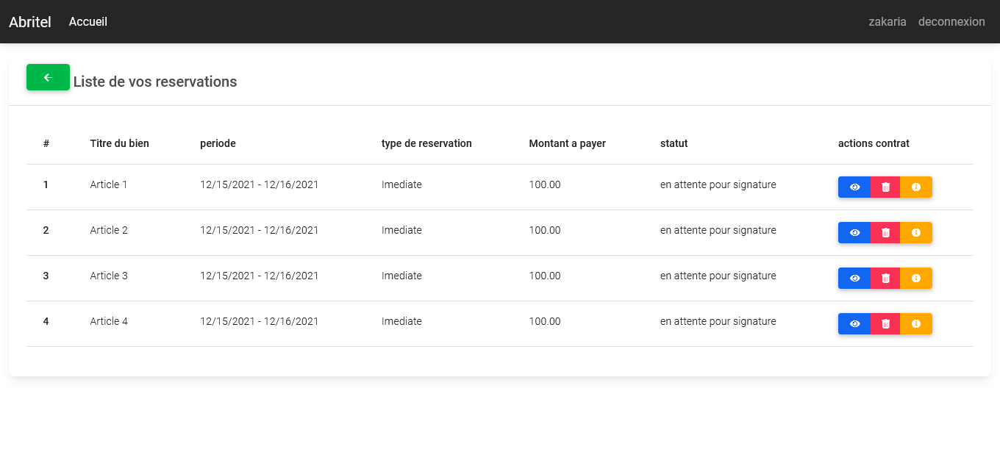 Abritel Accueil zakaria deconnexion
Liste de vos reservations
# Titre du bien periode type de reservation Montant a payer statut actions contrat
1 Article 1 12/15/2021 - 12/16/2021 Imediate 100.00 en attente pour signature
2 Article 2 12/15/2021 - 12/16/2021 Imediate 100.00 en attente pour signature
3 Article 3 12/15/2021 - 12/16/2021 Imediate 100.00 en attente pour signature
4 Article 4 12/15/2021 - 12/16/2021 Imediate 100.00 en attente pour signature